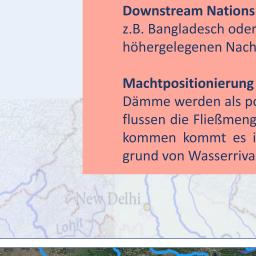 Downstream Nations
z.B. Bangladesch oder
höhergelegenen Nach
Machtpositionierung
Dämme werden als po
flussen die Fließmeng
kommen kommt es i
grund von Wasserriva
New Delhi
Lohit